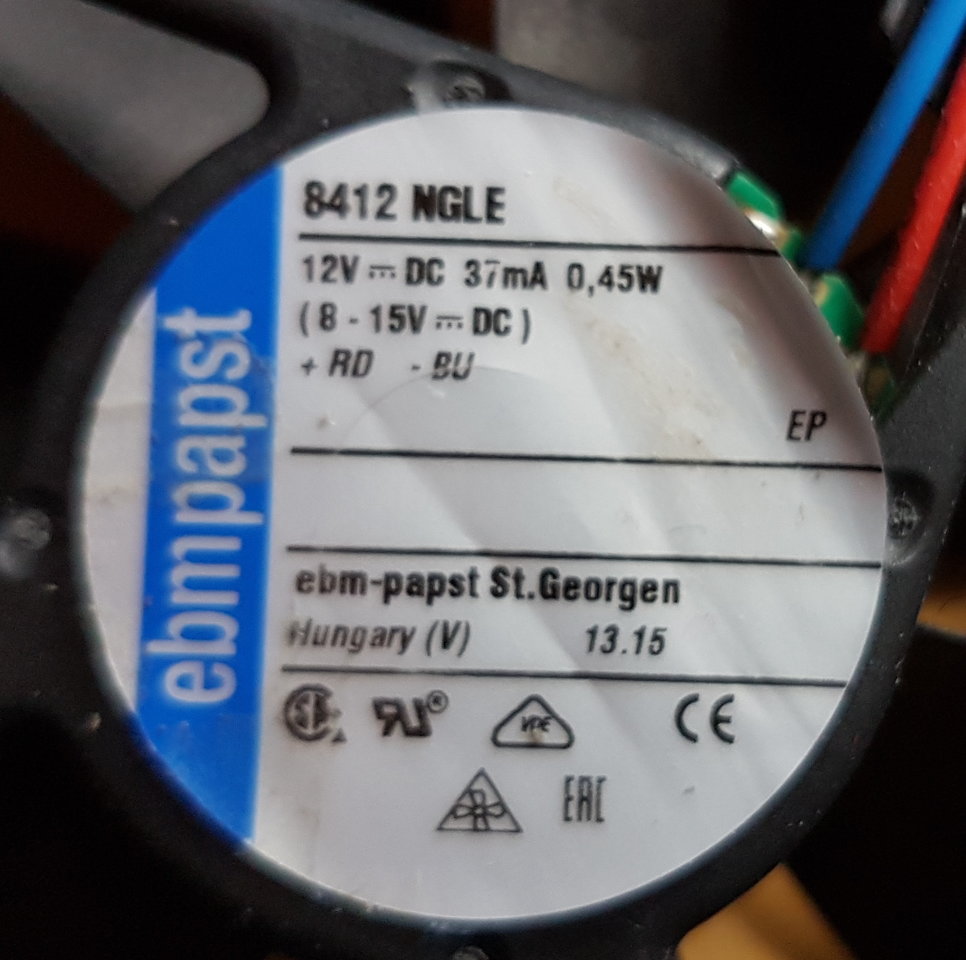 8412 NGLE
12V ⎓ DC 37mA 0,45W
(8 - 15V ⎓ DC)
+ RD - BU
EP
ebmpapst
ebm-papst St.Georgen
Hungary (V) 13.15
VDE
CE
EAC